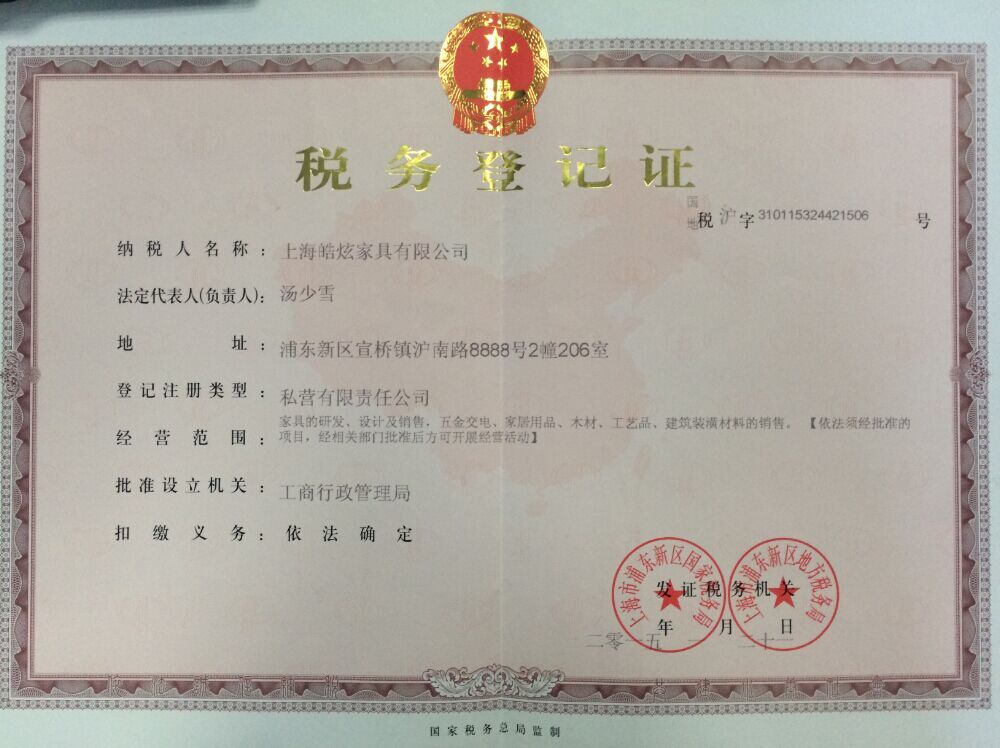 税务登记证
国
地 税 沪 字 310115324421506 号
纳税人名称：上海皓炫家具有限公司
法定代表人(负责人)：汤少雪
地址：浦东新区宣桥镇沪南路8888号2幢206室
登记注册类型：私营有限责任公司
经营范围：家具的研发、设计及销售，五金交电、家居用品、木材、工艺品、建筑装潢材料的销售。【依法须经批准的
项目，经相关部门批准后方可开展经营活动】
批准设立机关：工商行政管理局
扣缴义务：依法确定
上海市浦东新区国家税务局
上海市浦东新区地方税务局
发证税务机关
二零一五年一月二十一日
国家税务总局监制